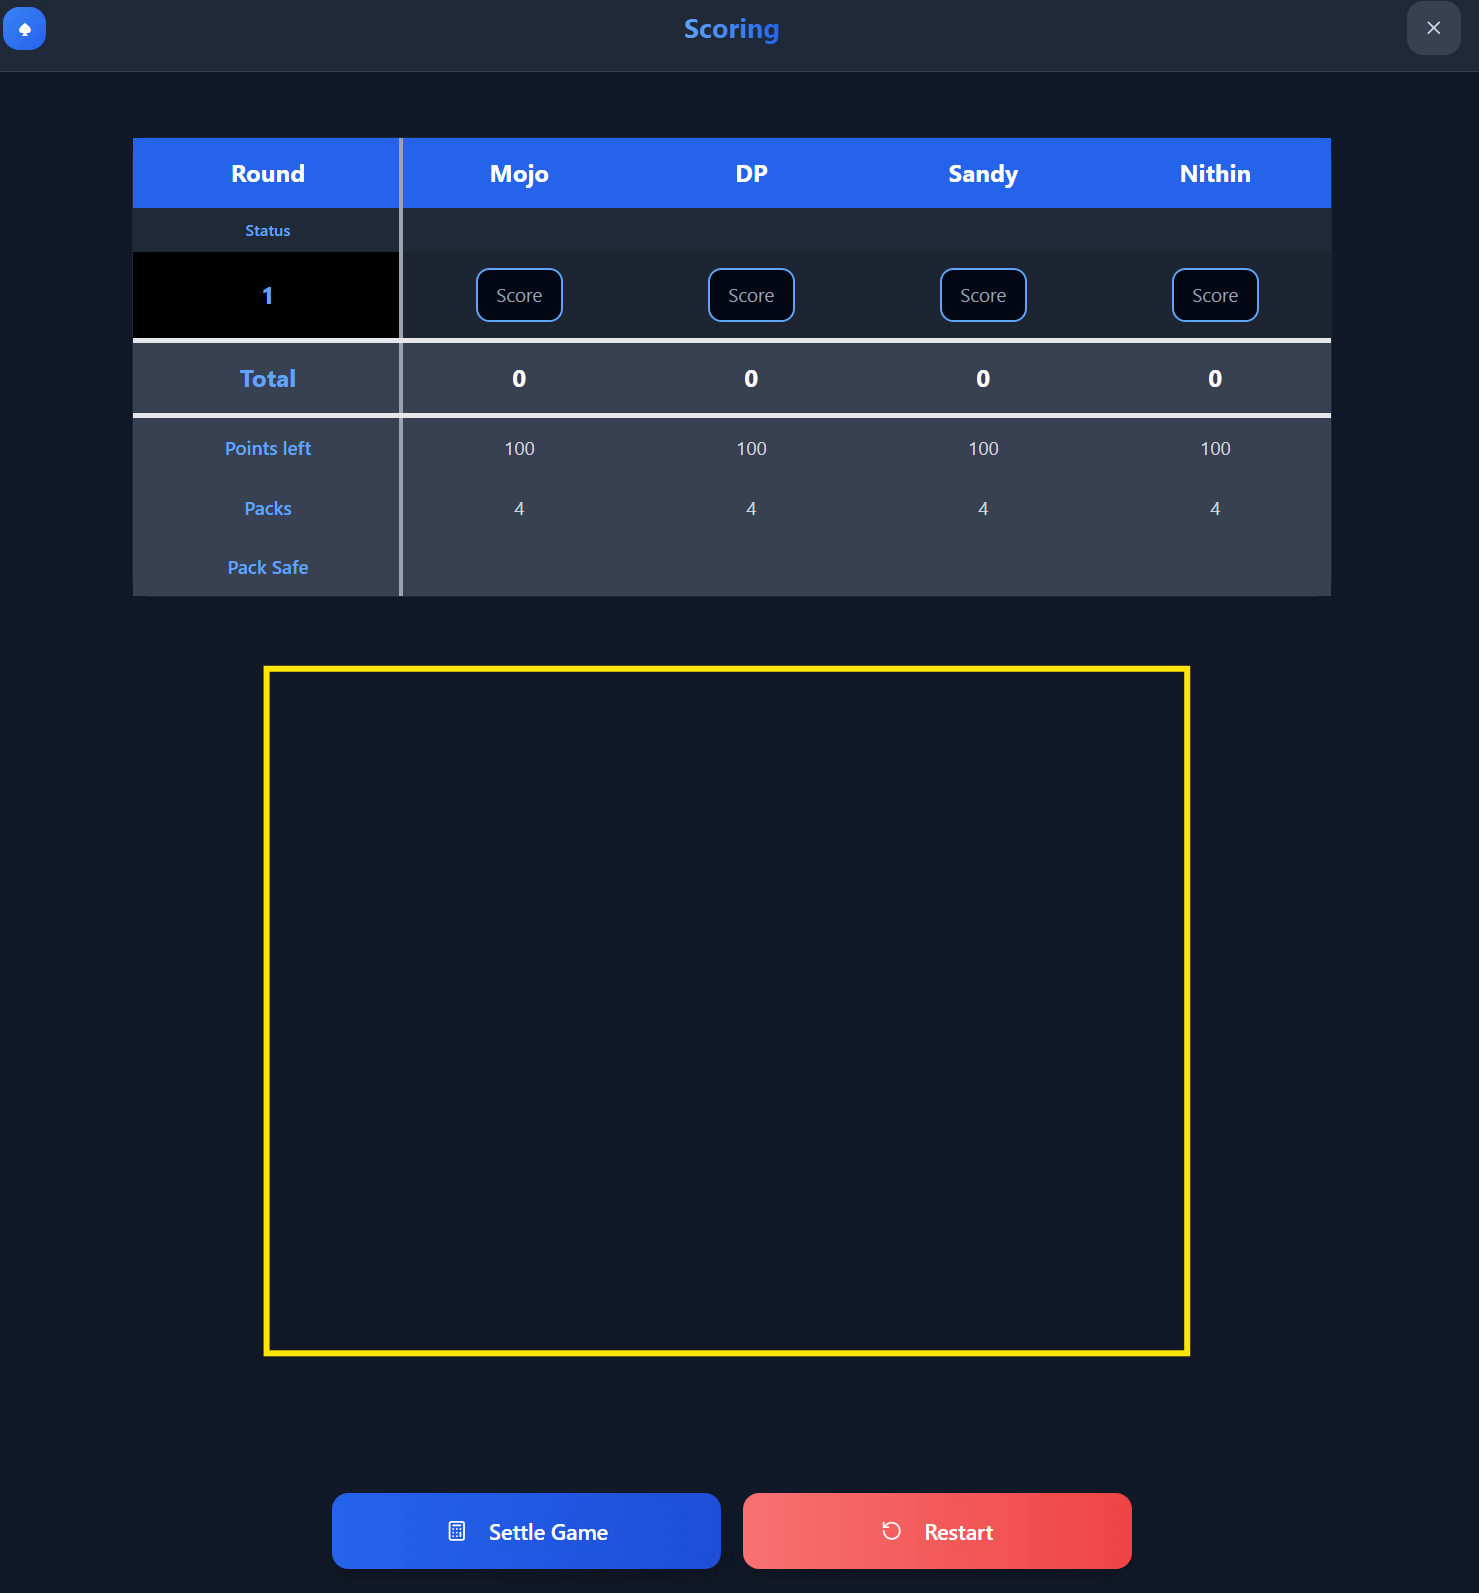 Scoring
Round Mojo DP Sandy Nithin
Status
1 Score Score Score Score
Total 0 0 0 0
Points left 100 100 100 100
Packs 4 4 4 4
Pack Safe
Settle Game Restart